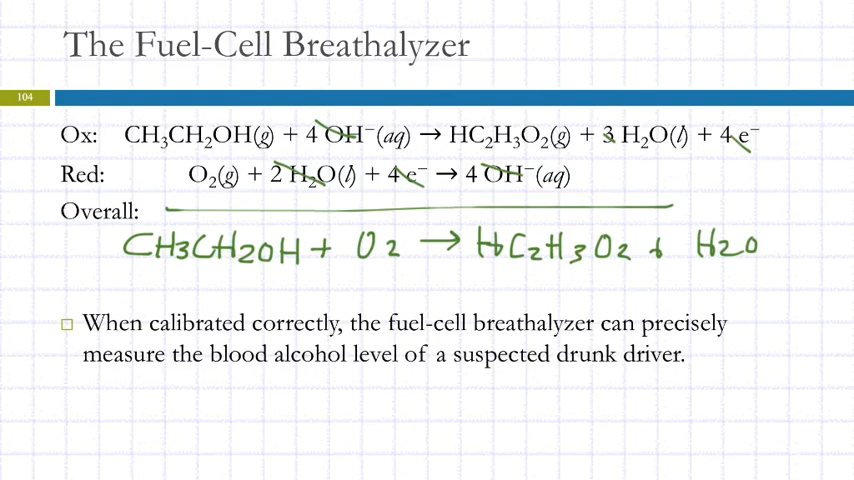 The Fuel-Cell Breathalyzer
104
Ox: CH₃CH₂OH(g) + 4 OH⁻(aq) → HC₂H₃O₂(g) + 3 H₂O(l) + 4 e⁻
Red: O₂(g) + 2 H₂O(l) + 4 e⁻ → 4 OH⁻(aq)
Overall:
CH3CH2OH + O2 → HC2H3O2 + H2O
□ When calibrated correctly, the fuel-cell breathalyzer can precisely
measure the blood alcohol level of a suspected drunk driver.